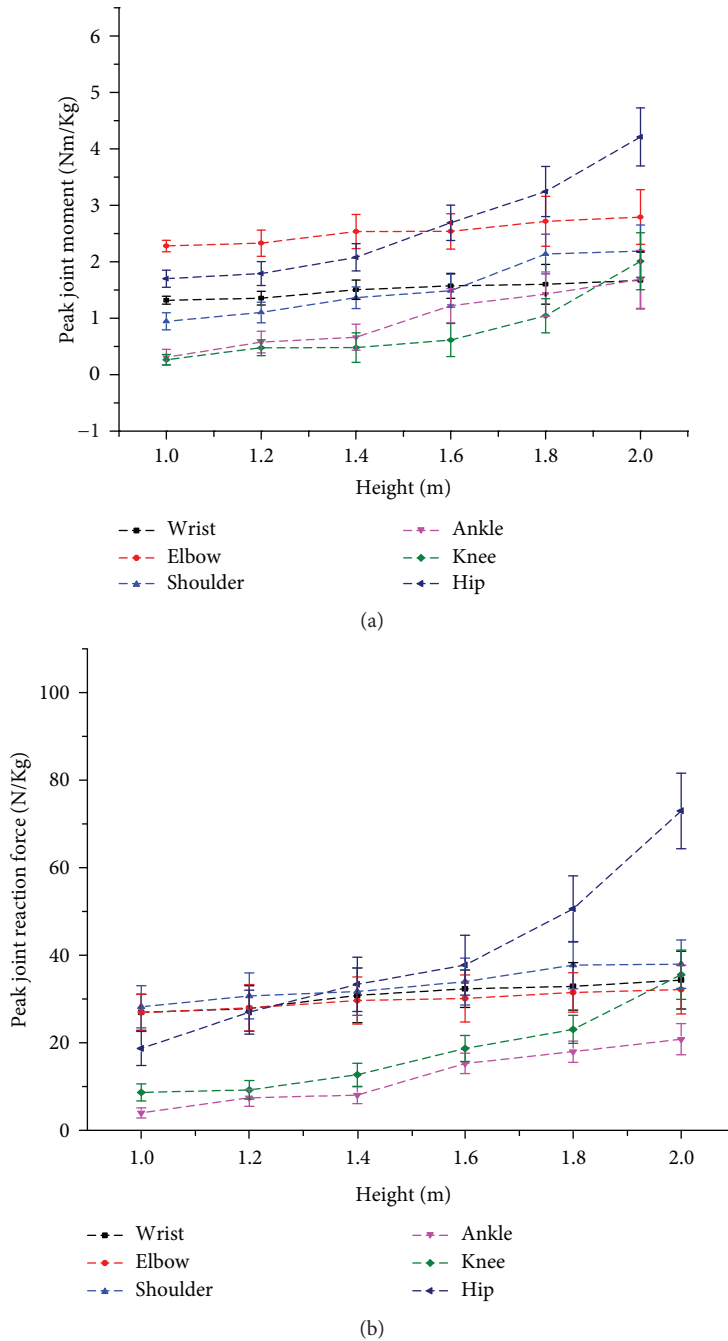 6
5
4
3
2
1
0
−1
Peak joint moment (Nm/Kg)
1.0 1.2 1.4 1.6 1.8 2.0
Height (m)
Wrist Ankle
Elbow Knee
Shoulder Hip
(a)
100
80
60
40
20
0
Peak joint reaction force (N/Kg)
1.0 1.2 1.4 1.6 1.8 2.0
Height (m)
Wrist Ankle
Elbow Knee
Shoulder Hip
(b)